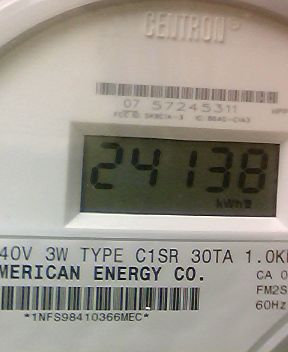 CENTRON®
07 57245311
24138
kWh
40V 3W TYPE C1SR 30TA 1.0K
MERICAN ENERGY CO.
CA 0
FM2S
60Hz
*1NFS98410366MEC*